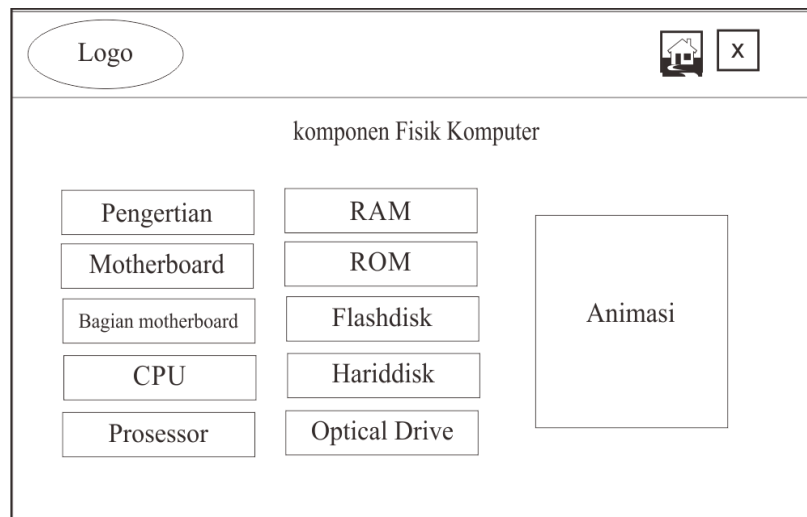 Logo
X
komponen Fisik Komputer
Pengertian
Motherboard
Bagian motherboard
CPU
Prosessor
RAM
ROM
Flashdisk
Hariddisk
Optical Drive
Animasi